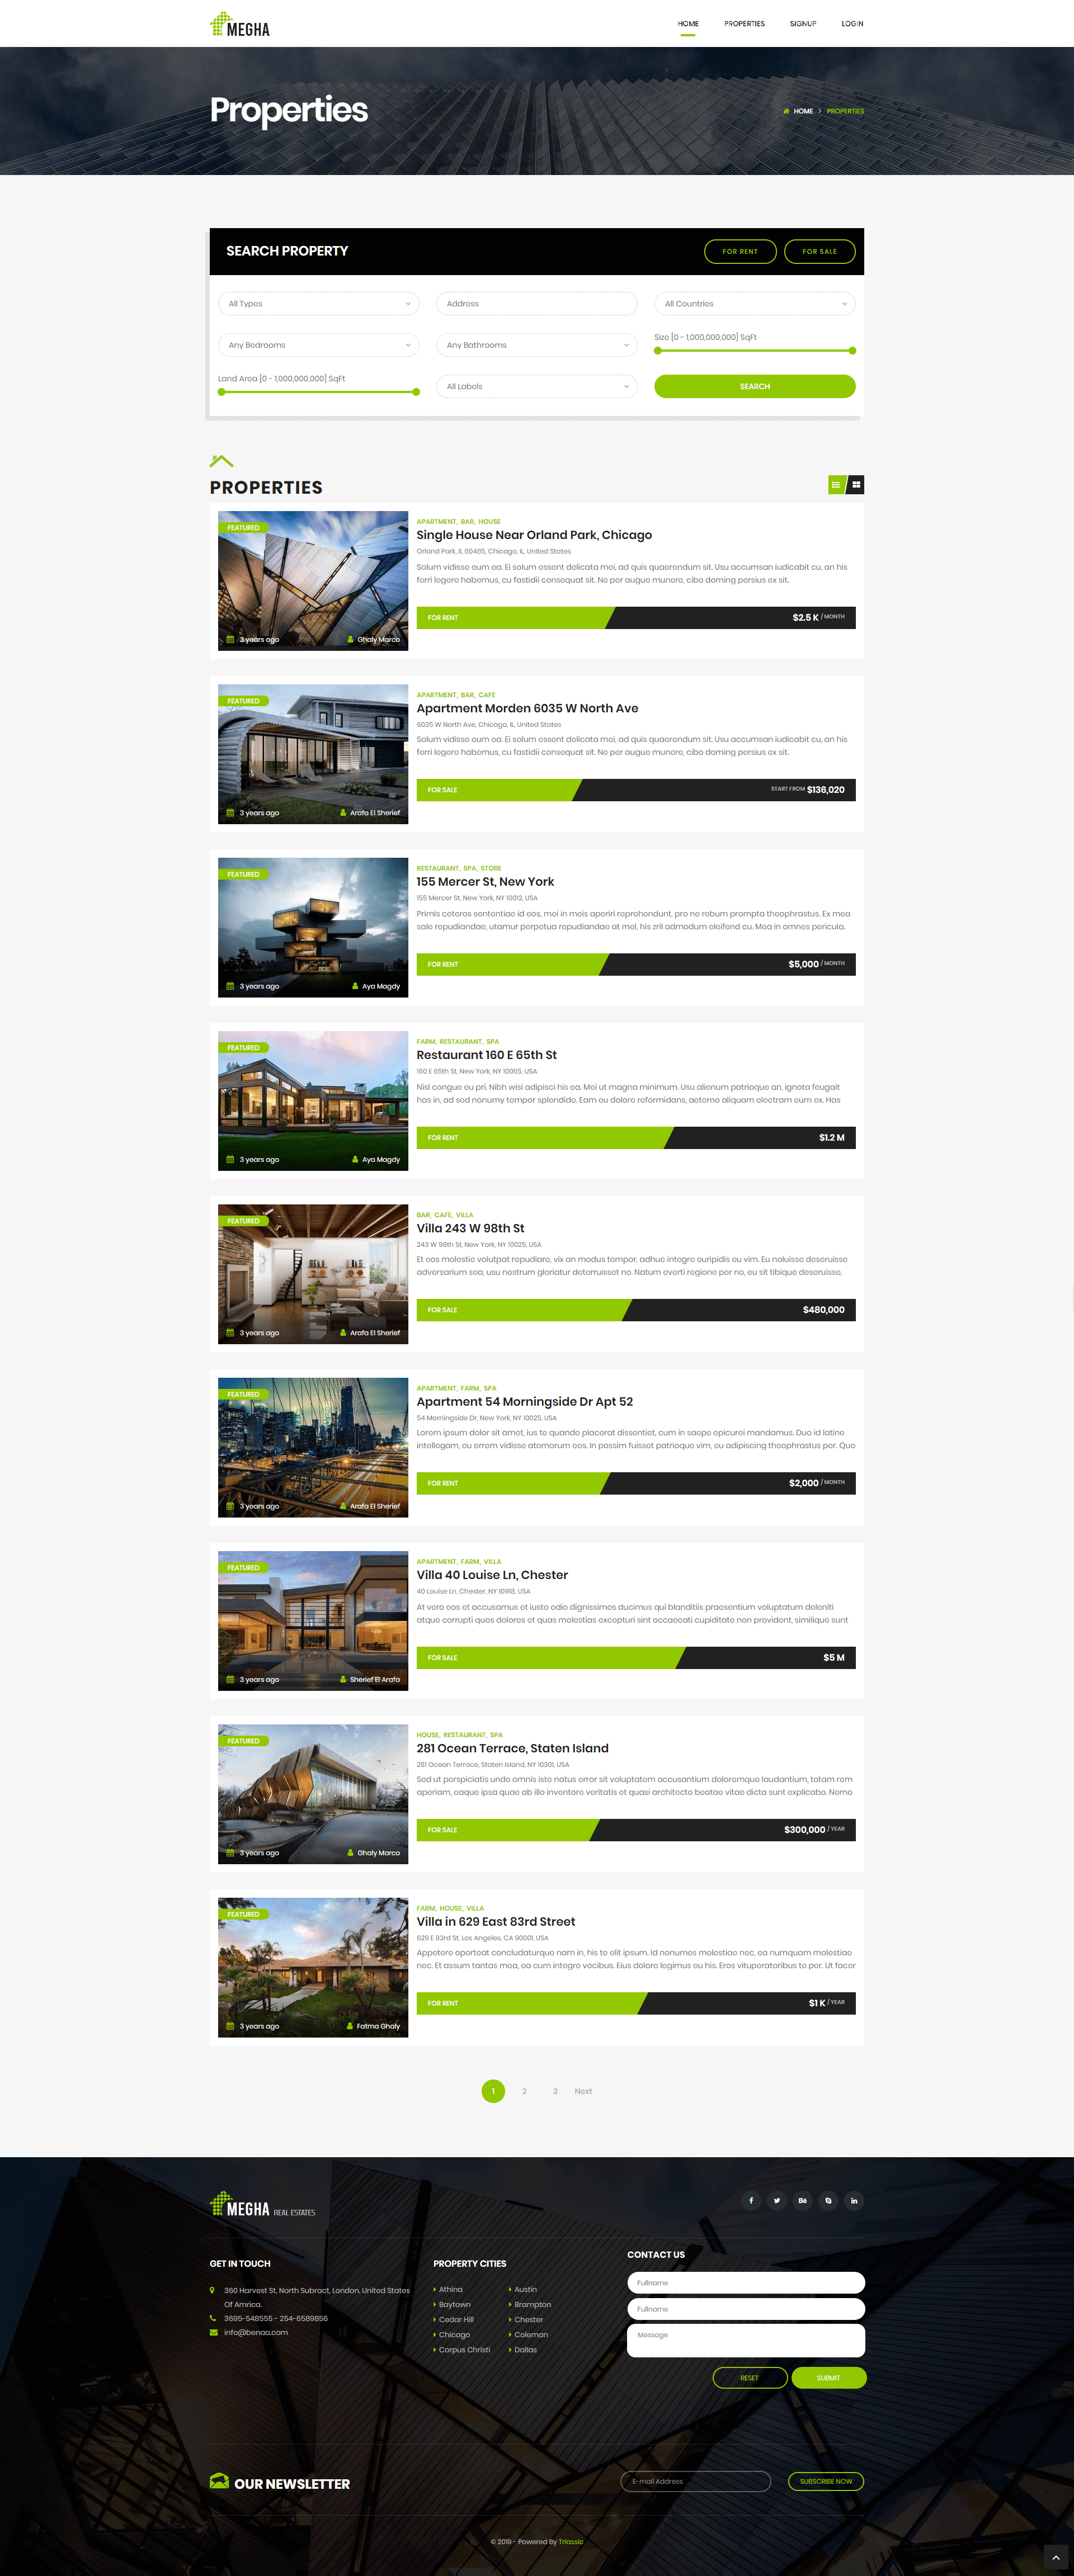 MEGHA
HOME PROPERTIES SIGNUP LOGIN
Properties
HOME > PROPERTIES
SEARCH PROPERTY
FOR RENT FOR SALE
All Types Address All Countries
Any Bedrooms Any Bathrooms Size [0 - 1,000,000,000] SqFt
Land Area [0 - 1,000,000,000] SqFt All Labels SEARCH
PROPERTIES
FEATURED
3 years ago Ghaly Marco
APARTMENT, BAR, HOUSE
Single House Near Orland Park, Chicago
Orland Park, IL 60465, Chicago, IL, United States
Solum vidisse eum ea. Ei solum essent delicata mei, ad quis quaerendum sit. Usu accumsan iudicabit cu, an his
ferri legere habemus, cu fastidii consequat sit. Ne per augue munere, cibo doming persius ex sit.
FOR RENT $2.5 K / MONTH
FEATURED
3 years ago Arafa El Sherief
APARTMENT, BAR, CAFE
Apartment Morden 6035 W North Ave
6035 W North Ave, Chicago, IL, United States
Solum vidisse eum ea. Ei solum essent delicata mei, ad quis quaerendum sit. Usu accumsan iudicabit cu, an his
ferri legere habemus, cu fastidii consequat sit. Ne per augue munere, cibo doming persius ex sit.
FOR SALE START FROM $136,020
FEATURED
3 years ago Aya Magdy
RESTAURANT, SPA, STORE
155 Mercer St, New York
155 Mercer St, New York, NY 10012, USA
Primis ceteros sententiae id eos, mei in meis aperiri reprehendunt, pro ne rebum prompta theophrastus. Ex mea
sale repudiandae, utamur perpetua repudiandae at mel, his zril admodum eleifend cu. Mea in omnes pericula.
FOR RENT $5,000 / MONTH
FEATURED
3 years ago Aya Magdy
FARM, RESTAURANT, SPA
Restaurant 160 E 65th St
160 E 65th St, New York, NY 10065, USA
Nisl congue eu pri. Nibh wisi adipisci his ea. Mei ut magna minimum. Usu alienum patrioque an, ignota feugait
has in, ad sed nonumy tempor splendide. Eam eu dolore reformidans, aeterno aliquam electram eum ex. Has
FOR RENT $1.2 M
FEATURED
3 years ago Arafa El Sherief
BAR, CAFE, VILLA
Villa 243 W 98th St
243 W 98th St, New York, NY 10025, USA
Et eos molestie volutpat repudiare, vix an modus tempor, adhuc integre euripidis eu vim. Eu noluisse deseruisse
adversarium sea, usu nostrum gloriatur deterruisset no. Natum everti regione per no, eu sit tibique deseruisse,
FOR SALE $480,000
FEATURED
3 years ago Arafa El Sherief
APARTMENT, FARM, SPA
Apartment 54 Morningside Dr Apt 52
54 Morningside Dr, New York, NY 10025, USA
Lorem ipsum dolor sit amet, ius te quando placerat dissentiet, cum in saepe epicurei mandamus. Duo id latine
intellegam, eu errem vidisse atomorum eos. In possim fuisset patrioque vim, eu adipiscing theophrastus per. Quo
FOR RENT $2,000 / MONTH
FEATURED
3 years ago Sherief El Arafa
APARTMENT, FARM, VILLA
Villa 40 Louise Ln, Chester
40 Louise Ln, Chester, NY 10918, USA
At vero eos et accusamus et iusto odio dignissimos ducimus qui blanditiis praesentium voluptatum deleniti
atque corrupti quos dolores et quas molestias excepturi sint occaecati cupiditate non provident, similique sunt
FOR SALE $5 M
FEATURED
3 years ago Ghaly Marco
HOUSE, RESTAURANT, SPA
281 Ocean Terrace, Staten Island
281 Ocean Terrace, Staten Island, NY 10301, USA
Sed ut perspiciatis unde omnis iste natus error sit voluptatem accusantium doloremque laudantium, totam rem
aperiam, eaque ipsa quae ab illo inventore veritatis et quasi architecto beatae vitae dicta sunt explicabo. Nemo
FOR SALE $300,000 / YEAR
FEATURED
3 years ago Fatma Ghaly
FARM, HOUSE, VILLA
Villa in 629 East 83rd Street
629 E 83rd St, Los Angeles, CA 90001, USA
Appetere oporteat concludaturque nam in, his te elit ipsum. Id nonumes molestiae nec, ea numquam molestiae
nec. Et assum tantas mea, ea cum integre vocibus. Eius dolore legimus eu his. Eros vituperatoribus te per. Ut facer
FOR RENT $1 K / YEAR
1 2 3 Next
MEGHA REAL ESTATES
GET IN TOUCH
360 Harvest St, North Subract, London. United States
Of Amrica.
3695-548555 - 254-6589856
info@benaa.com
PROPERTY CITIES
Athina Austin
Baytown Brampton
Cedar Hill Chester
Chicago Coleman
Corpus Christi Dallas
CONTACT US
Fullname
Fullname
Message
RESET SUBMIT
OUR NEWSLETTER
E-mail Address SUBSCRIBE NOW
© 2019 - Powered By Triassic